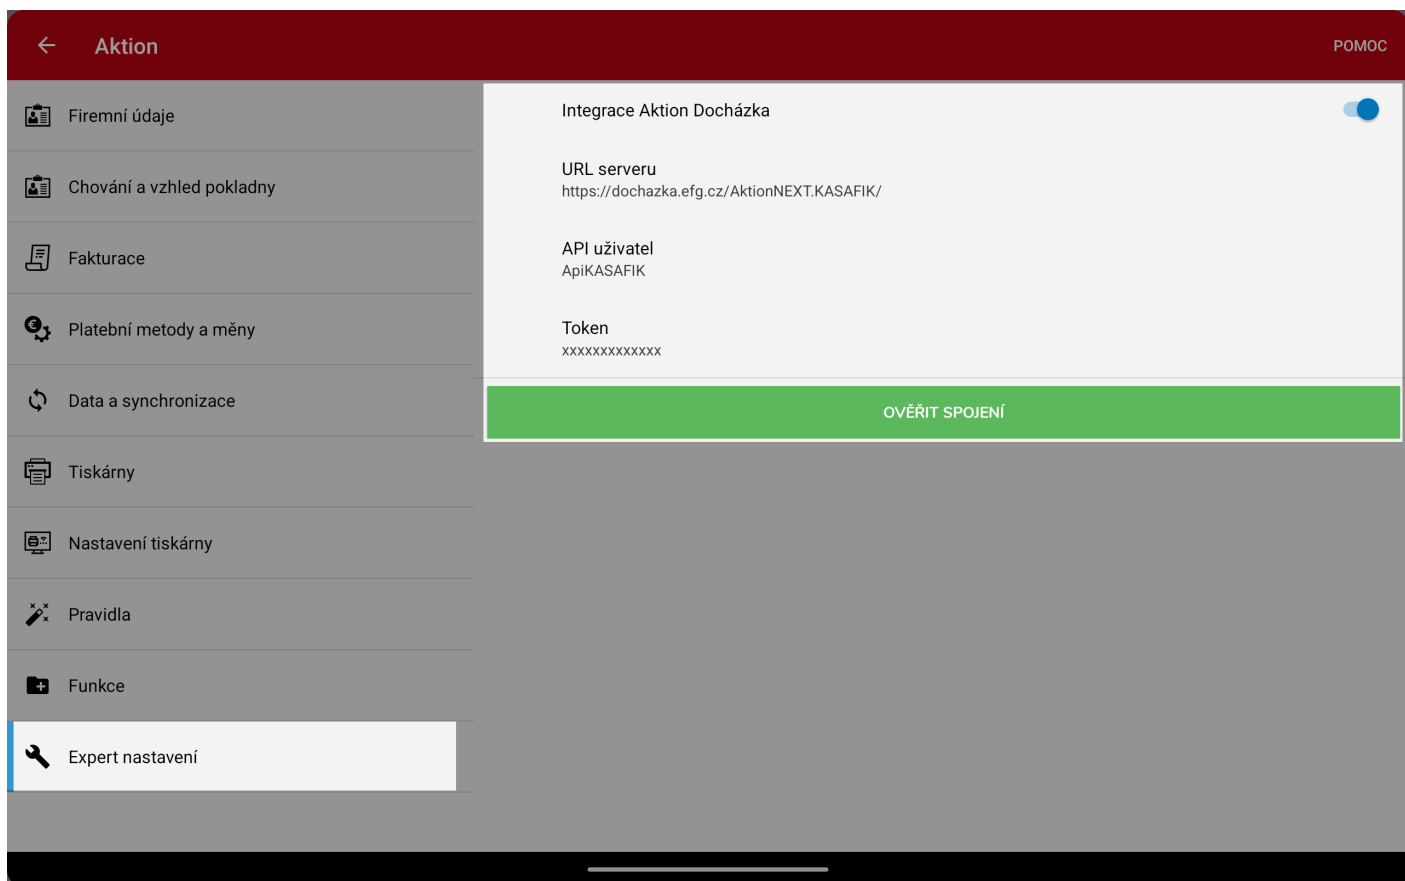 Aktion
POMOC
Firemní údaje
Chování a vzhled pokladny
Fakturace
Platební metody a měny
Data a synchronizace
Tiskárny
Nastavení tiskárny
Pravidla
Funkce
Expert nastavení
Integrace Aktion Docházka
URL serveru
https://dochazka.efg.cz/AktionNEXT.KASAFIK/
API uživatel
ApiKASAFIK
Token
xxxxxxxxxxxxx
OVĚŘIT SPOJENÍ